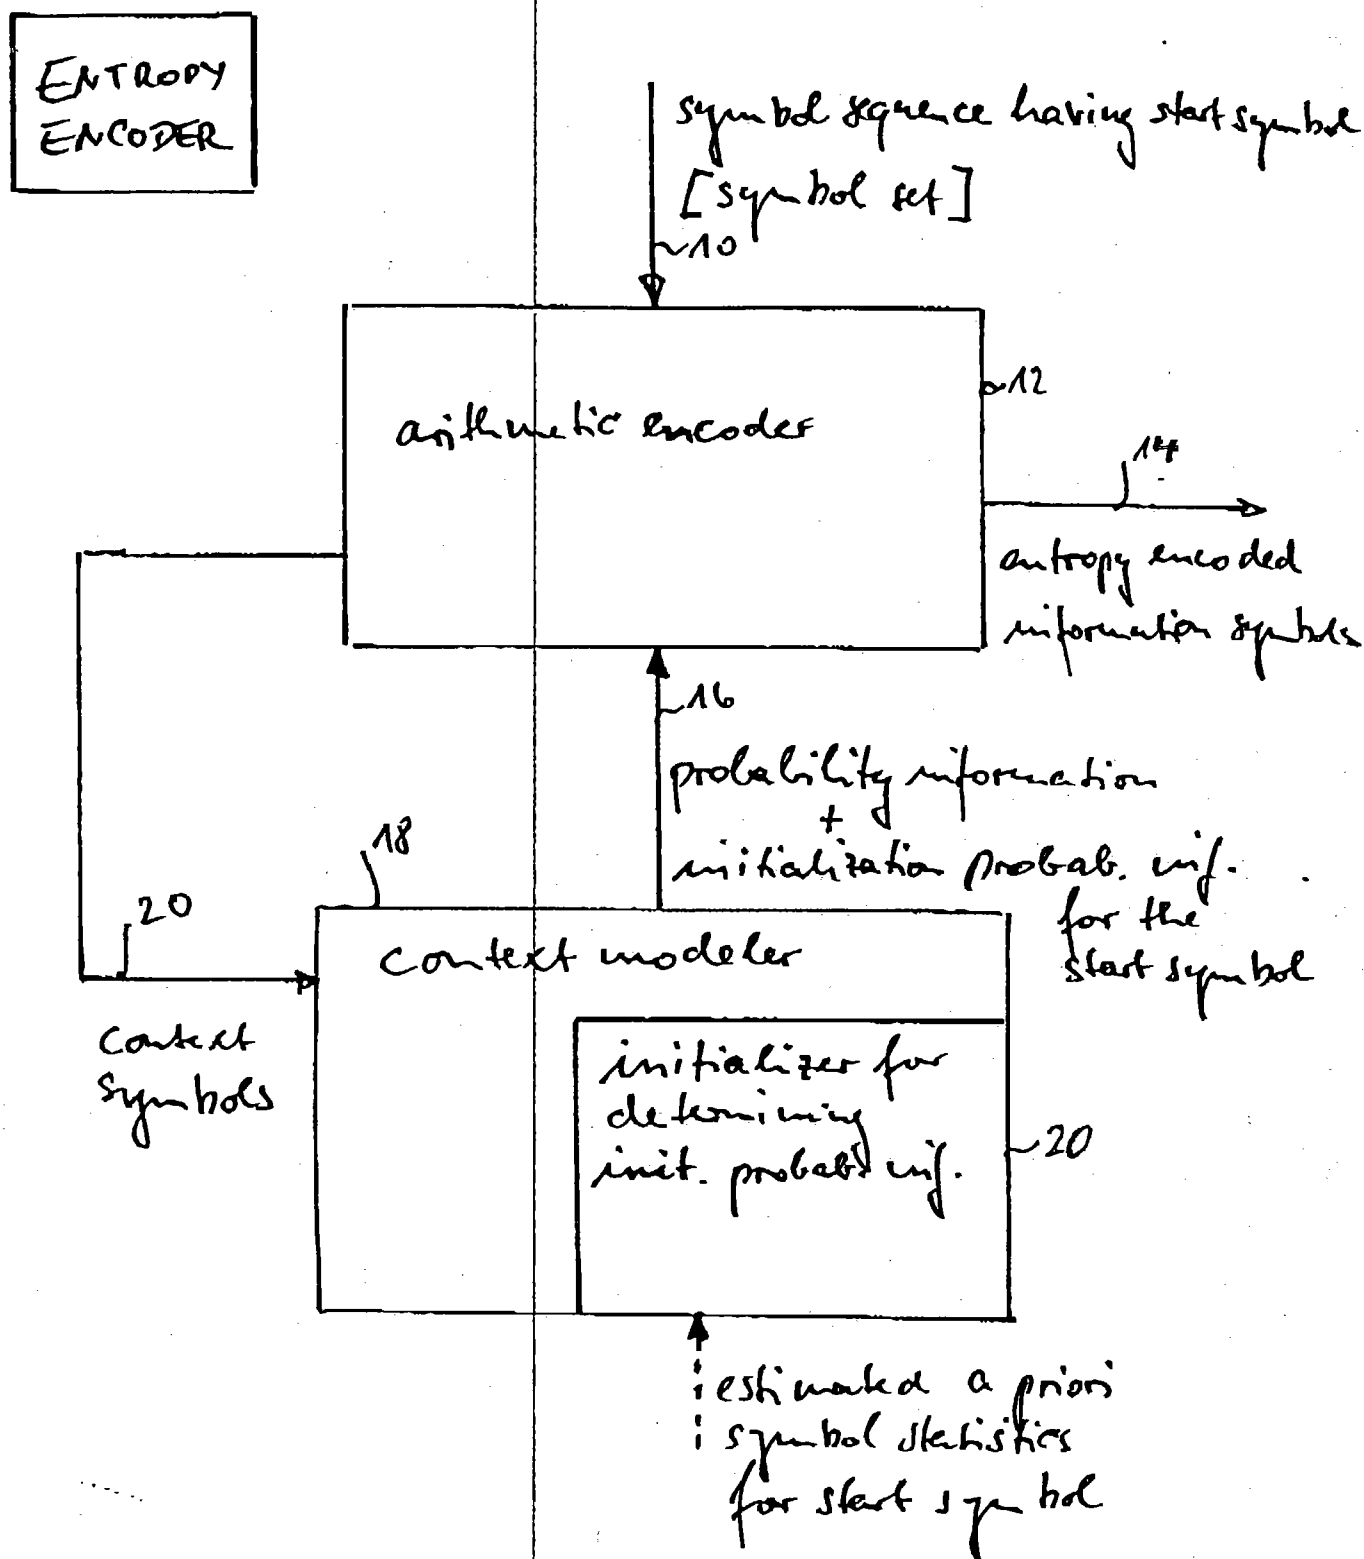 ENTROPY
ENCODER
symbol sequence having start symbol
[symbol set]
10
12
arithmetic encoder
14
entropy encoded
information symbols
16
probability information
+
initialization probab. inf.
for the
start symbol
18
20
context modeler
context
symbols
initializer for
determining
init. probab. inf.
20
estimated a priori
symbol statistics
for start symbol